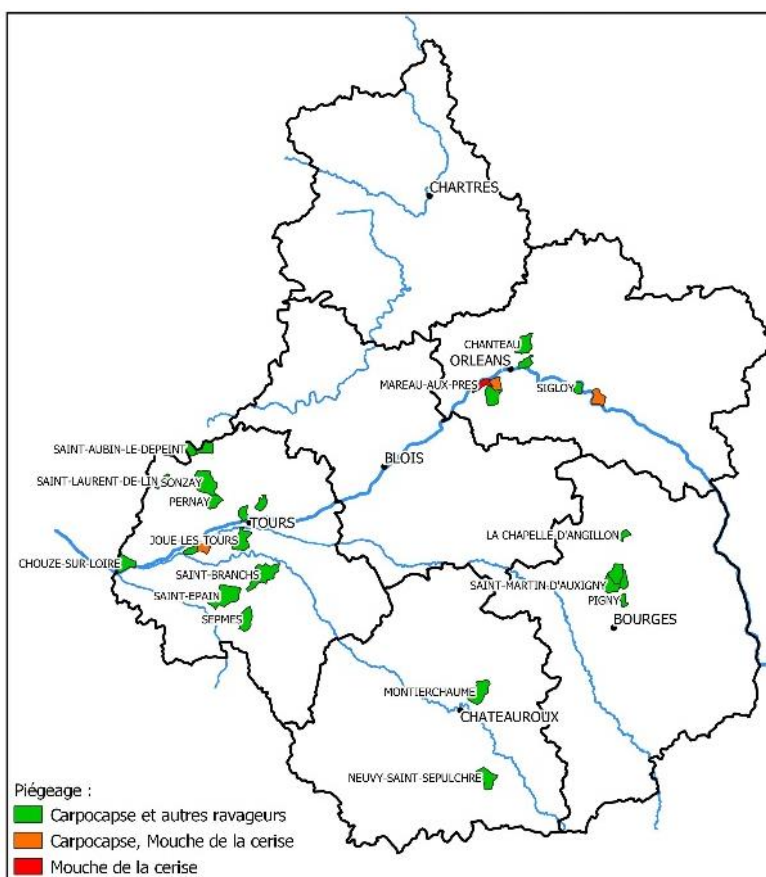 CHARTRES
CHANTEAU
ORLEANS
MAREAU-AUX-PRES
SIGLOY
SAINT-AUBIN-LE-DEPEINT
BLOIS
SAINT-LAURENT-DE-LIN
SONZAY
PERNAY
TOURS
LA CHAPELLE D'ANGILLON
JOUE-LES-TOURS
CHOUZE-SUR-LOIRE
SAINT-BRANCHS
SAINT-MARTIN-D'AUXIGNY
SAINT-EPAIN
PIGNY
SEPMES
BOURGES
MONTIERCHAUME
CHATEAUROUX
NEUVY-SAINT-SEPULCHRE
Piégeage :
Carpocapse et autres ravageurs
Carpocapse, Mouche de la cerise
Mouche de la cerise